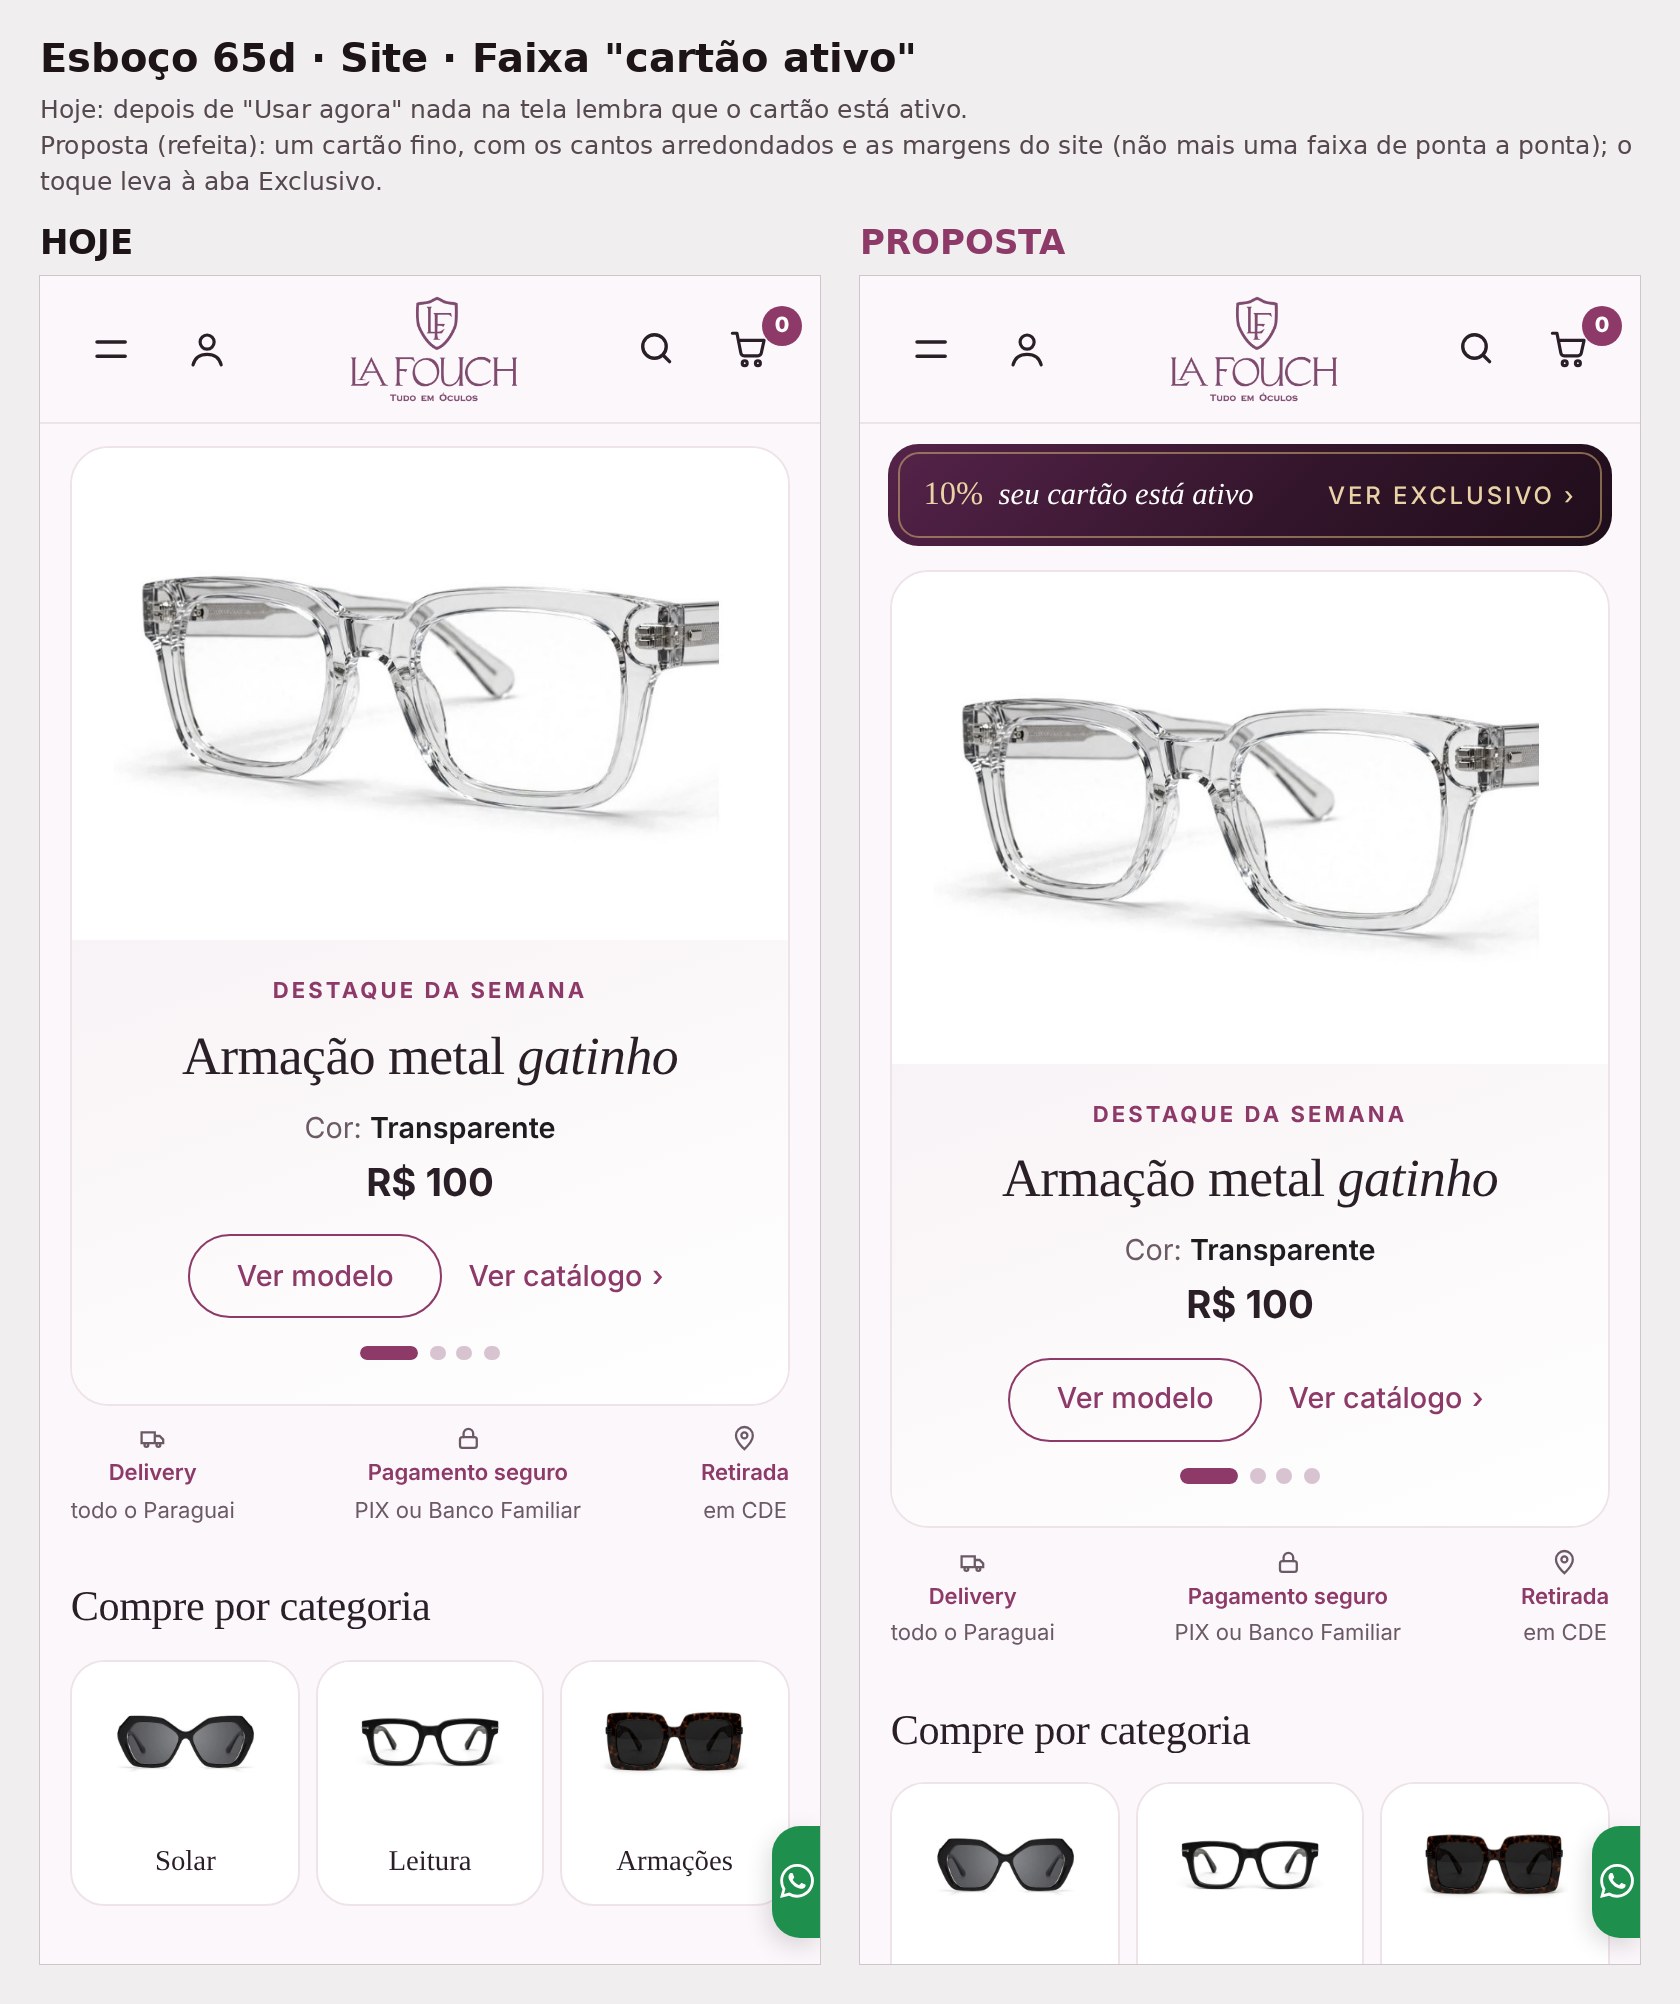 Esboço 65d · Site · Faixa "cartão ativo"
Hoje: depois de "Usar agora" nada na tela lembra que o cartão está ativo.
Proposta (refeita): um cartão fino, com os cantos arredondados e as margens do site (não mais uma faixa de ponta a ponta); o
toque leva à aba Exclusivo.
HOJE
LF
LA FOUCH
Tudo em Óculos
0
DESTAQUE DA SEMANA
Armação metal gatinho
Cor: Transparente
R$ 100
Ver modelo
Ver catálogo ›
Delivery
todo o Paraguai
Pagamento seguro
PIX ou Banco Familiar
Retirada
em CDE
Compre por categoria
Solar
Leitura
Armações
PROPOSTA
LF
LA FOUCH
Tudo em Óculos
0
10% seu cartão está ativo
VER EXCLUSIVO ›
DESTAQUE DA SEMANA
Armação metal gatinho
Cor: Transparente
R$ 100
Ver modelo
Ver catálogo ›
Delivery
todo o Paraguai
Pagamento seguro
PIX ou Banco Familiar
Retirada
em CDE
Compre por categoria